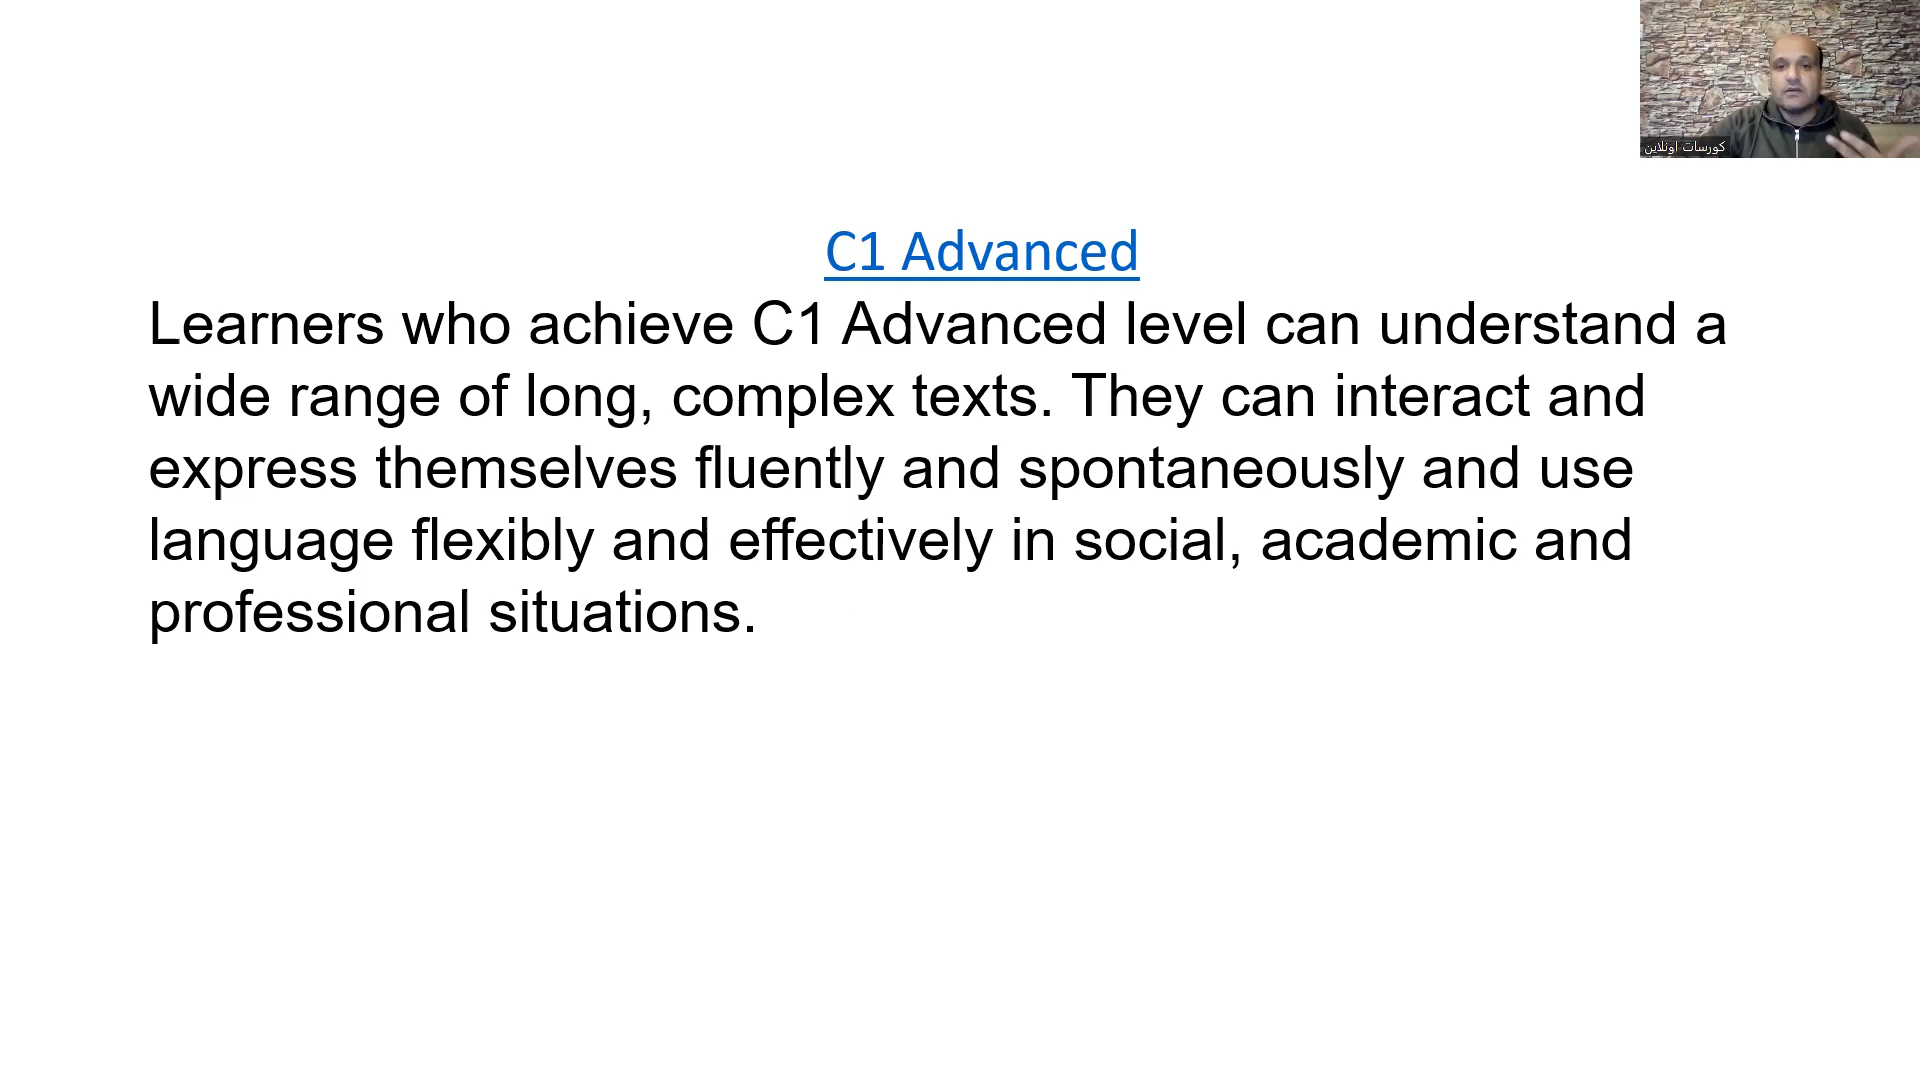 كورسات اونلاين
C1 Advanced
Learners who achieve C1 Advanced level can understand a
wide range of long, complex texts. They can interact and
express themselves fluently and spontaneously and use
language flexibly and effectively in social, academic and
professional situations.